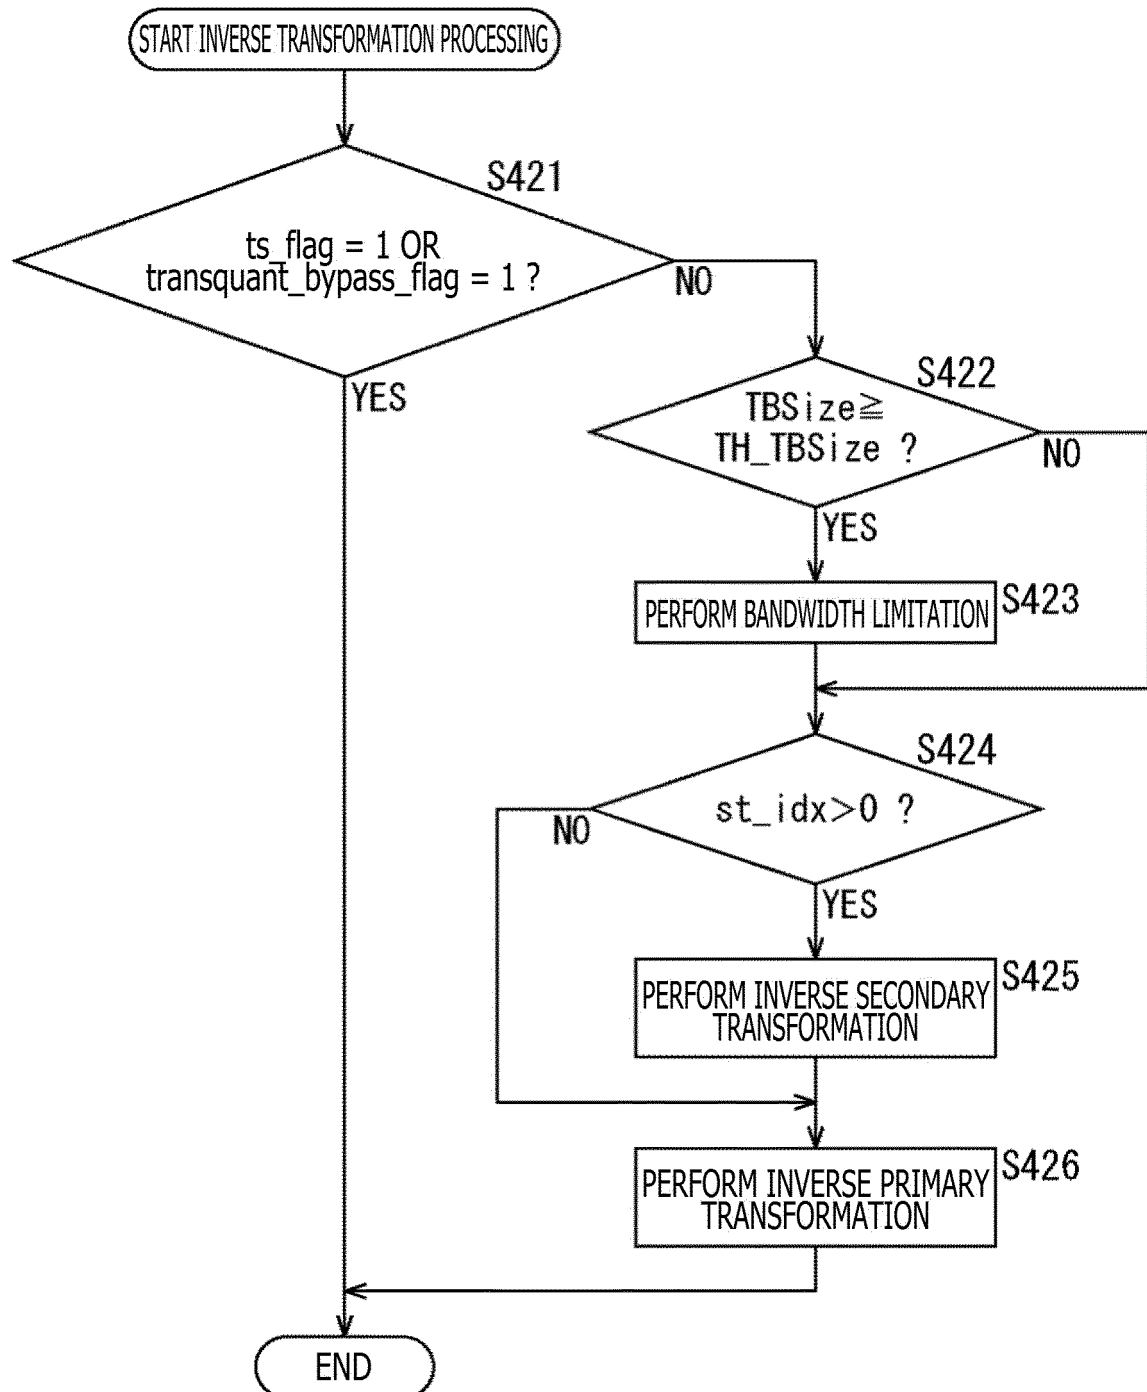 START INVERSE TRANSFORMATION PROCESSING
S421
ts_flag = 1 OR
transquant_bypass_flag = 1 ?
NO
YES
S422
TBSize≧
TH_TBSize ?
NO
YES
PERFORM BANDWIDTH LIMITATION
S423
S424
st_idx>0 ?
NO
YES
S425
PERFORM INVERSE SECONDARY
TRANSFORMATION
S426
PERFORM INVERSE PRIMARY
TRANSFORMATION
END